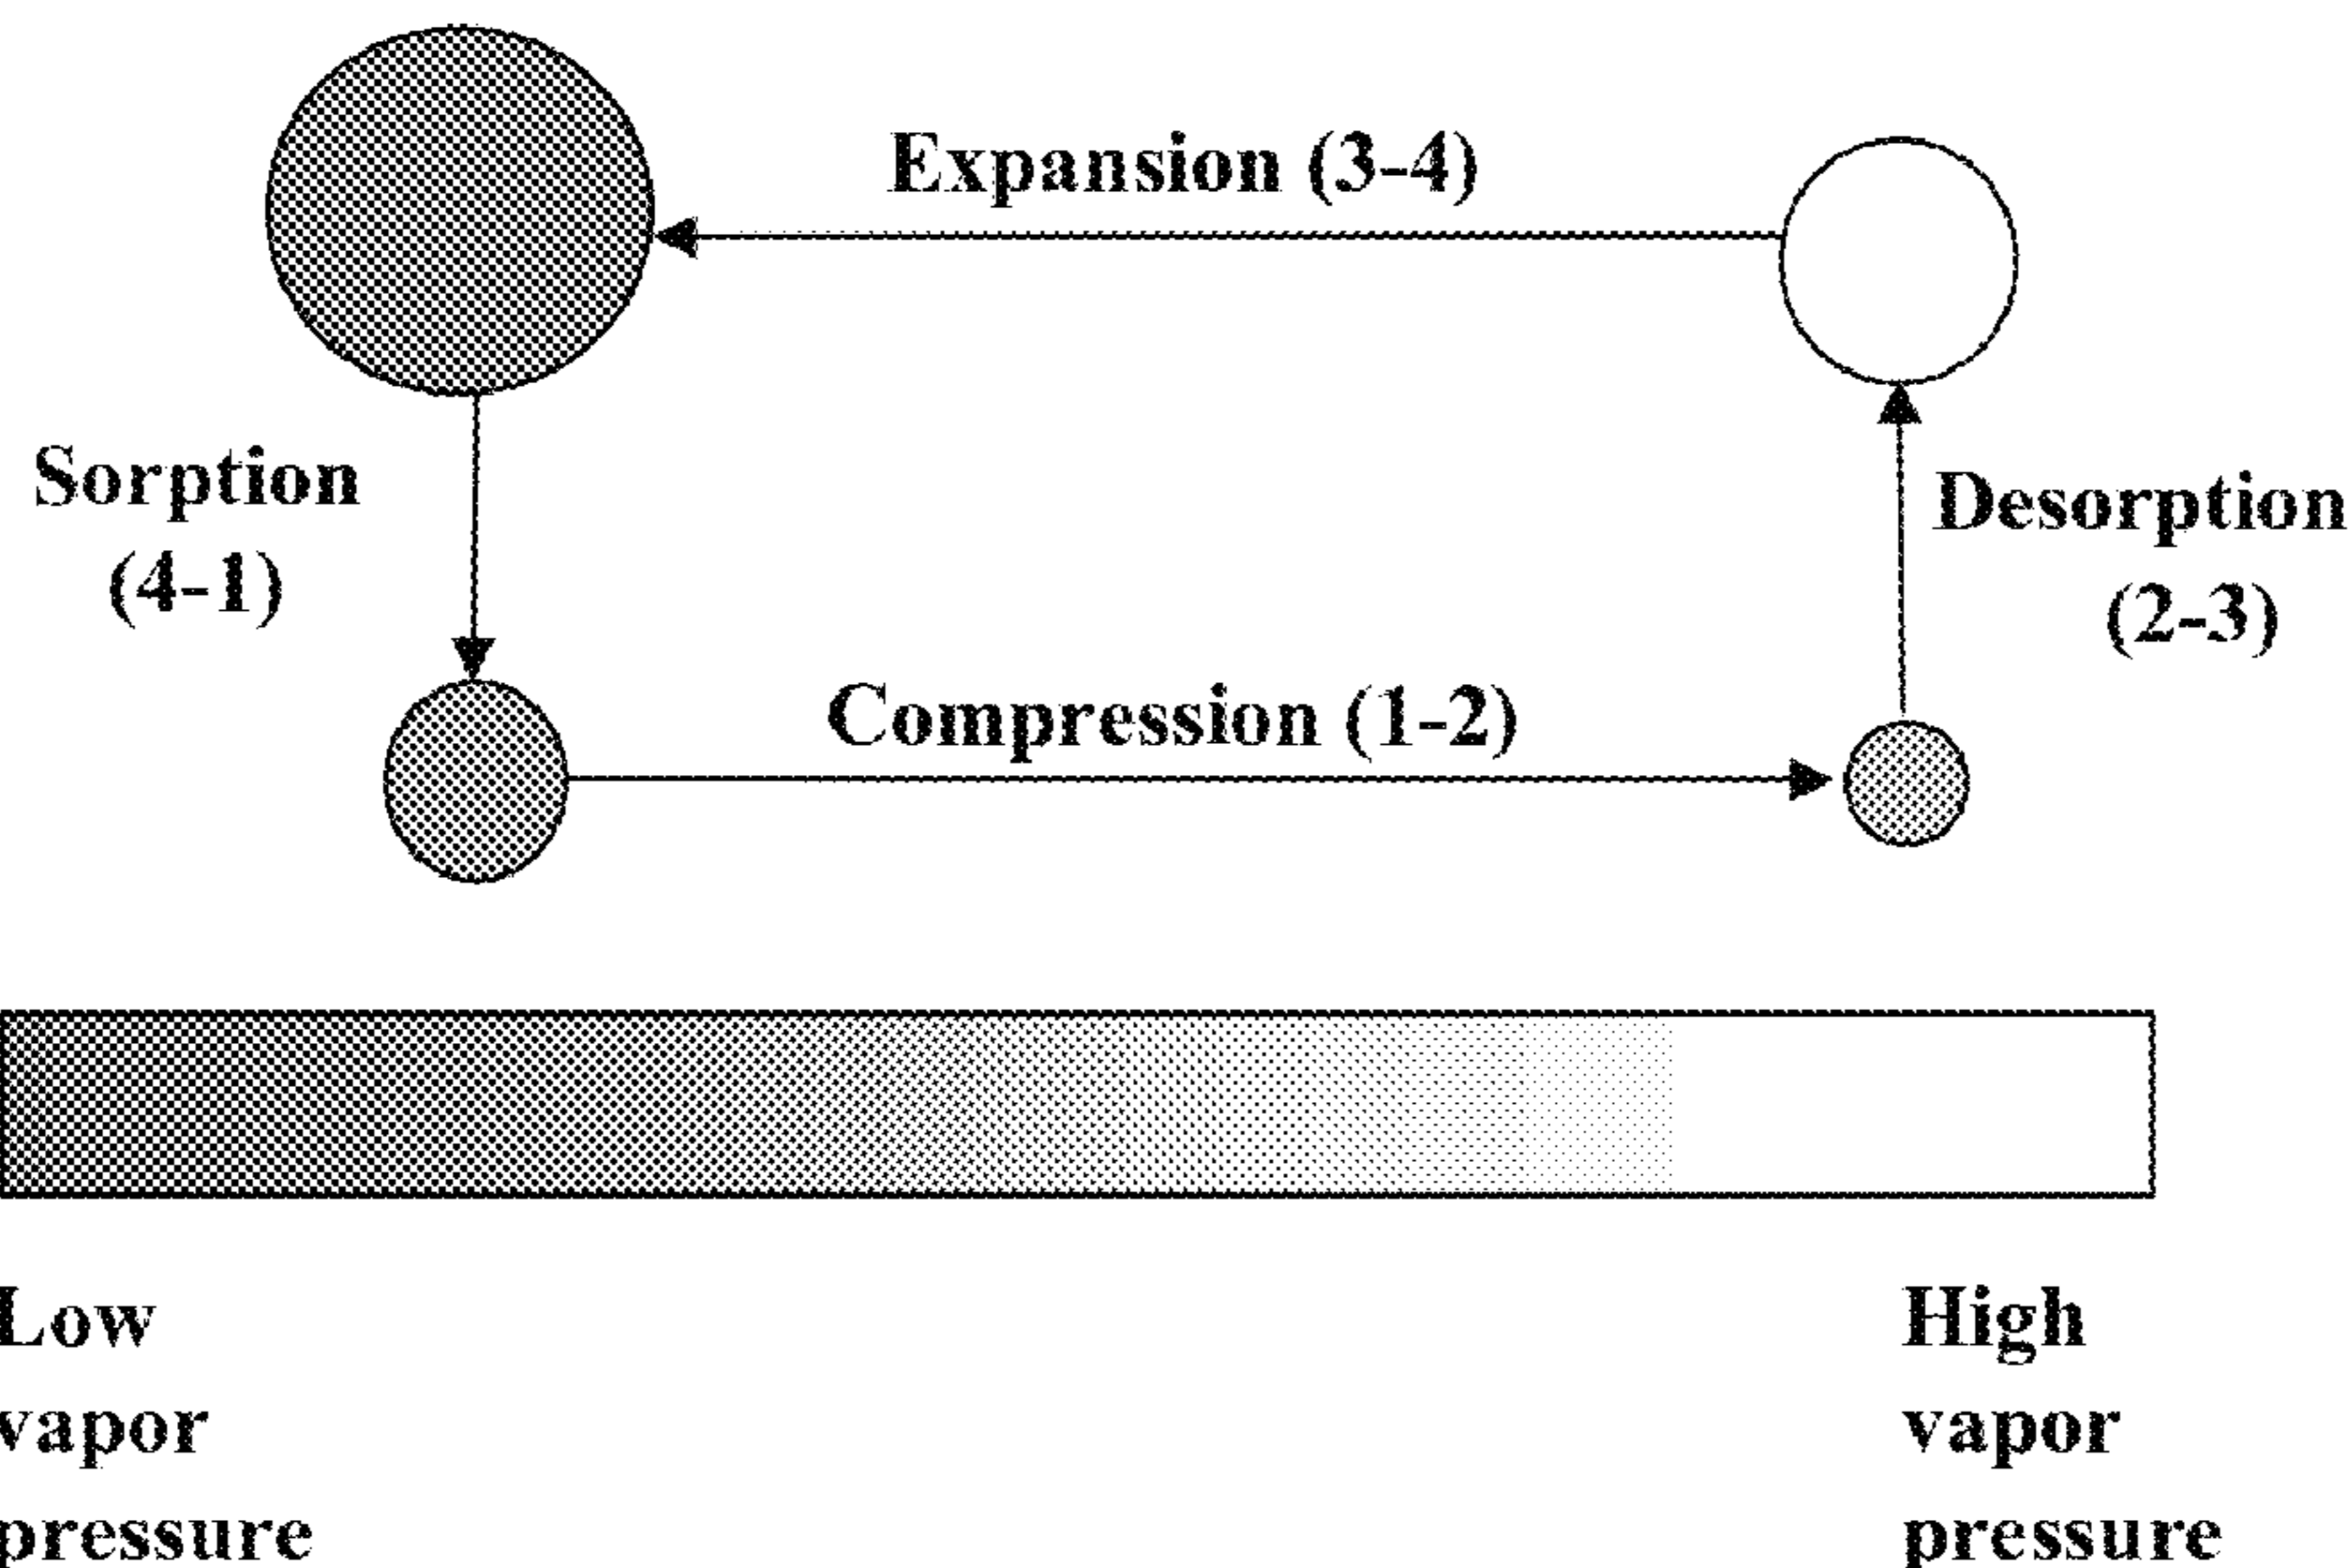 Expansion (3-4)
Sorption
(4-1)
Desorption
(2-3)
Compression (1-2)
Low
vapor
pressure
High
vapor
pressure